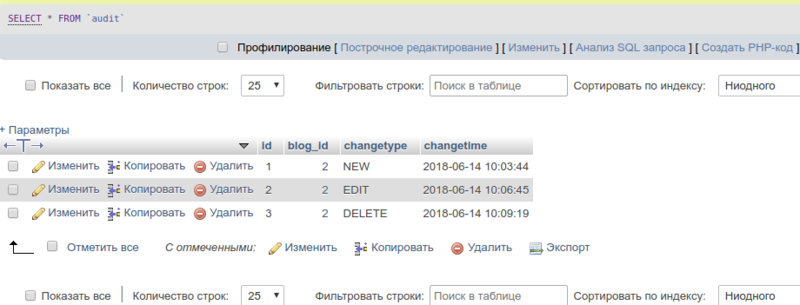 SELECT * FROM `audit`
Профилирование [ Построчное редактирование ] [ Изменить ] [ Анализ SQL запроса ] [ Создать PHP-код ]
Показать все Количество строк: 25 Фильтровать строки: Поиск в таблице Сортировать по индексу: Ниодного
+ Параметры
←T→ id blog_id changetype changetime
Изменить Копировать Удалить 1 2 NEW 2018-06-14 10:03:44
Изменить Копировать Удалить 2 2 EDIT 2018-06-14 10:06:45
Изменить Копировать Удалить 3 2 DELETE 2018-06-14 10:09:19
Отметить все С отмеченными: Изменить Копировать Удалить Экспорт
Показать все Количество строк: 25 Фильтровать строки: Поиск в таблице Сортировать по индексу: Ниодного